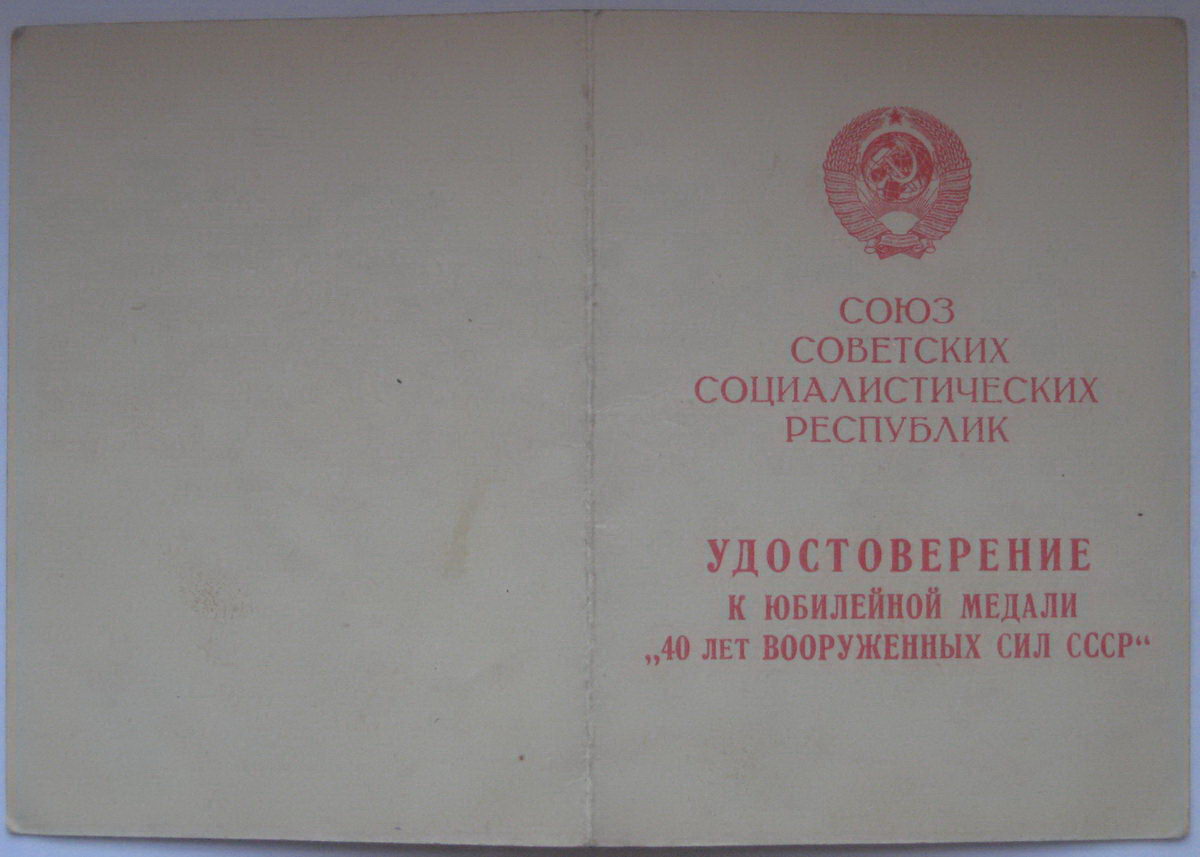 СОЮЗ
СОВЕТСКИХ
СОЦИАЛИСТИЧЕСКИХ
РЕСПУБЛИК
УДОСТОВЕРЕНИЕ
К ЮБИЛЕЙНОЙ МЕДАЛИ
„40 ЛЕТ ВООРУЖЕННЫХ СИЛ СССР“